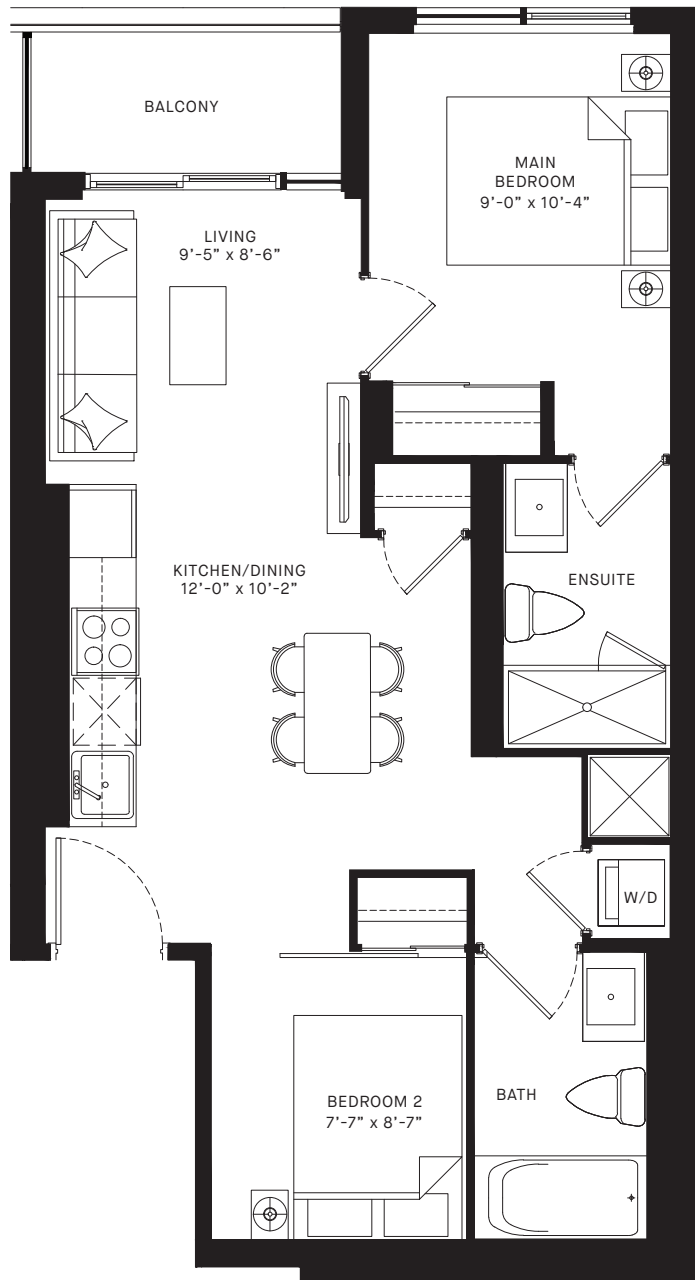 BALCONY
MAIN
BEDROOM
9’-0” x 10’-4”
LIVING
9’-5” x 8’-6”
KITCHEN/DINING
12’-0” x 10’-2”
ENSUITE
W/D
BEDROOM 2
7’-7” x 8’-7”
BATH